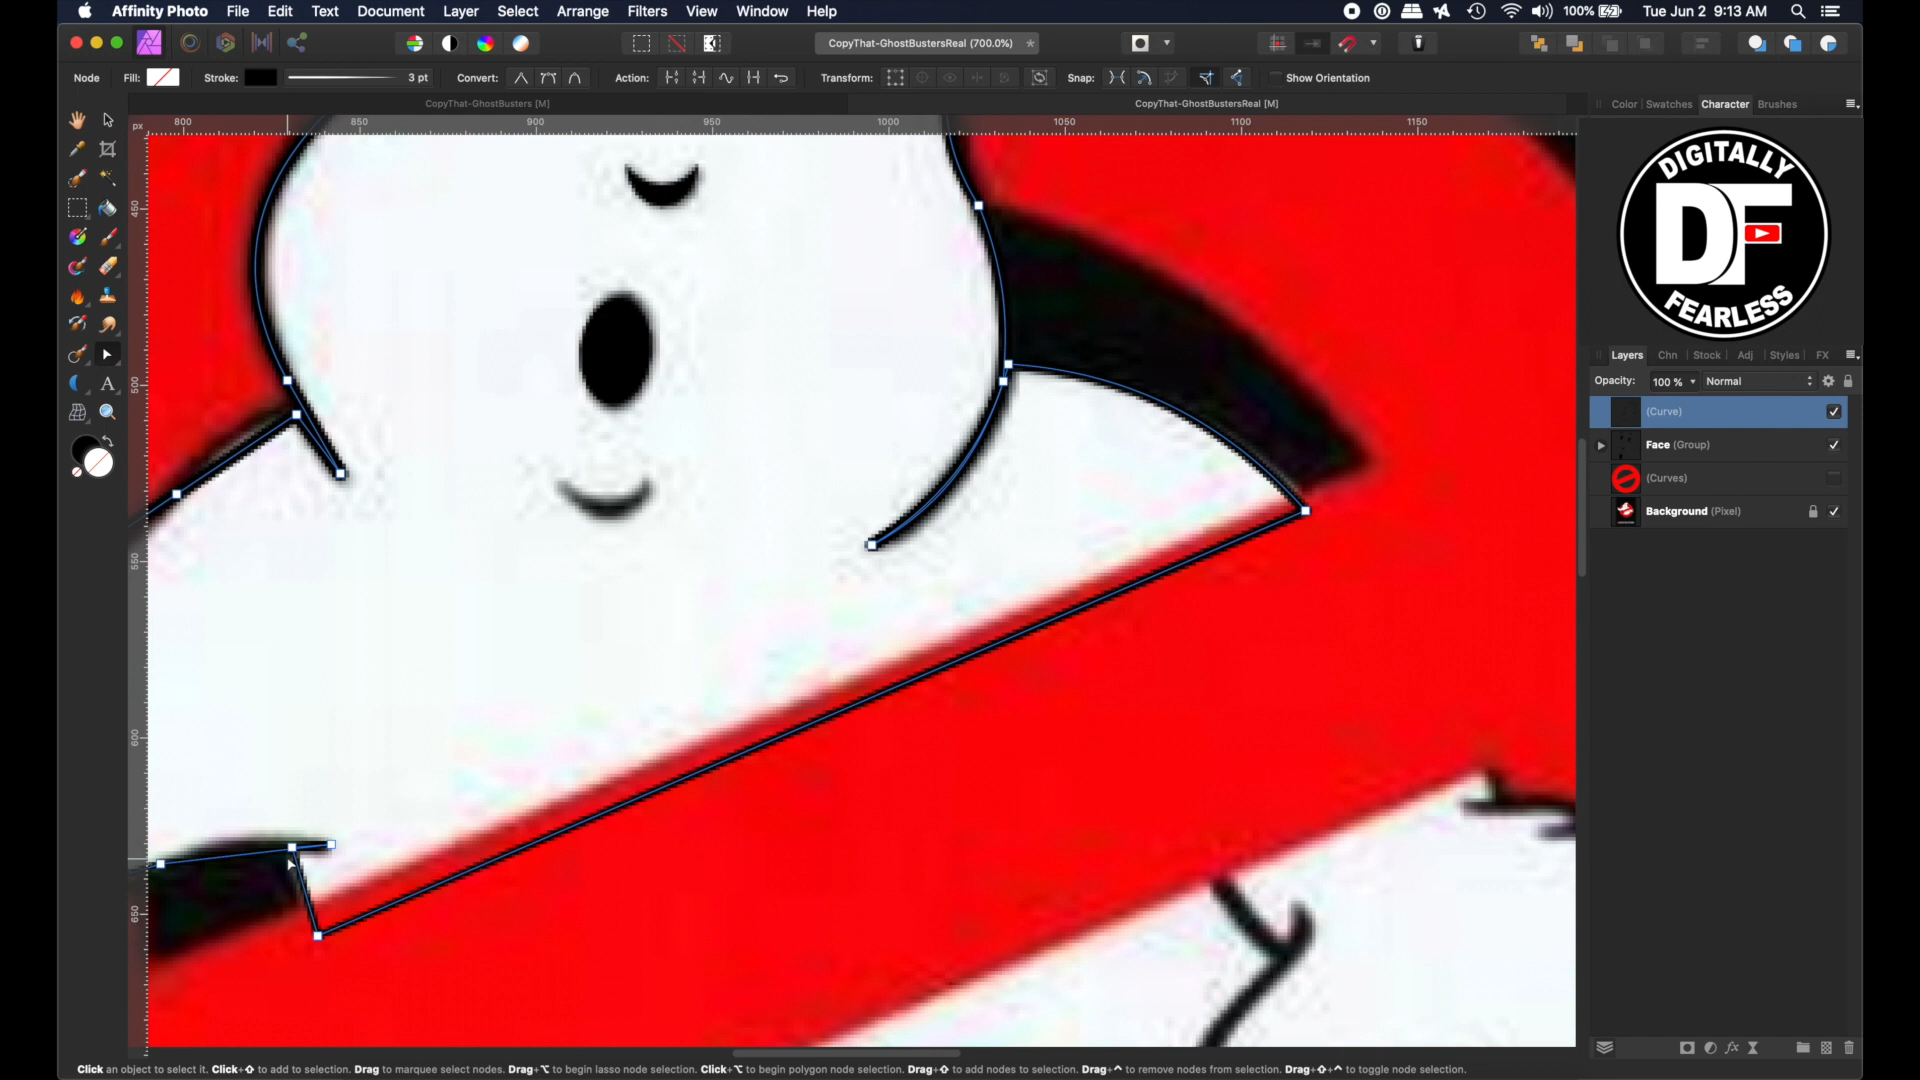 Affinity Photo File Edit Text Document Layer Select Arrange Filters View Window Help 100% Tue Jun 2 9:13 AM
CopyThat-GhostBustersReal (700.0%) *
Node Fill: Stroke: 3 pt Convert: Action: Transform: Snap: Show Orientation
CopyThat-GhostBusters [M] CopyThat-GhostBustersReal [M]
Color Swatches Character Brushes
px 800 850 900 950 1000 1050 1100 1150
450
500
550
600
650
DIGITALLY
DF
FEARLESS
Layers Chn Stock Adj Styles FX
Opacity: 100 % Normal
(Curve)
Face (Group)
(Curves)
Background (Pixel)
A
fx
Click an object to select it. Click+⇧ to add to selection. Drag to marquee select nodes. Drag+⌥ to begin lasso node selection. Click+⌥ to begin polygon node selection. Drag+⇧ to add nodes to selection. Drag+⌃ to remove nodes from selection. Drag+⇧+⌃ to toggle node selection.